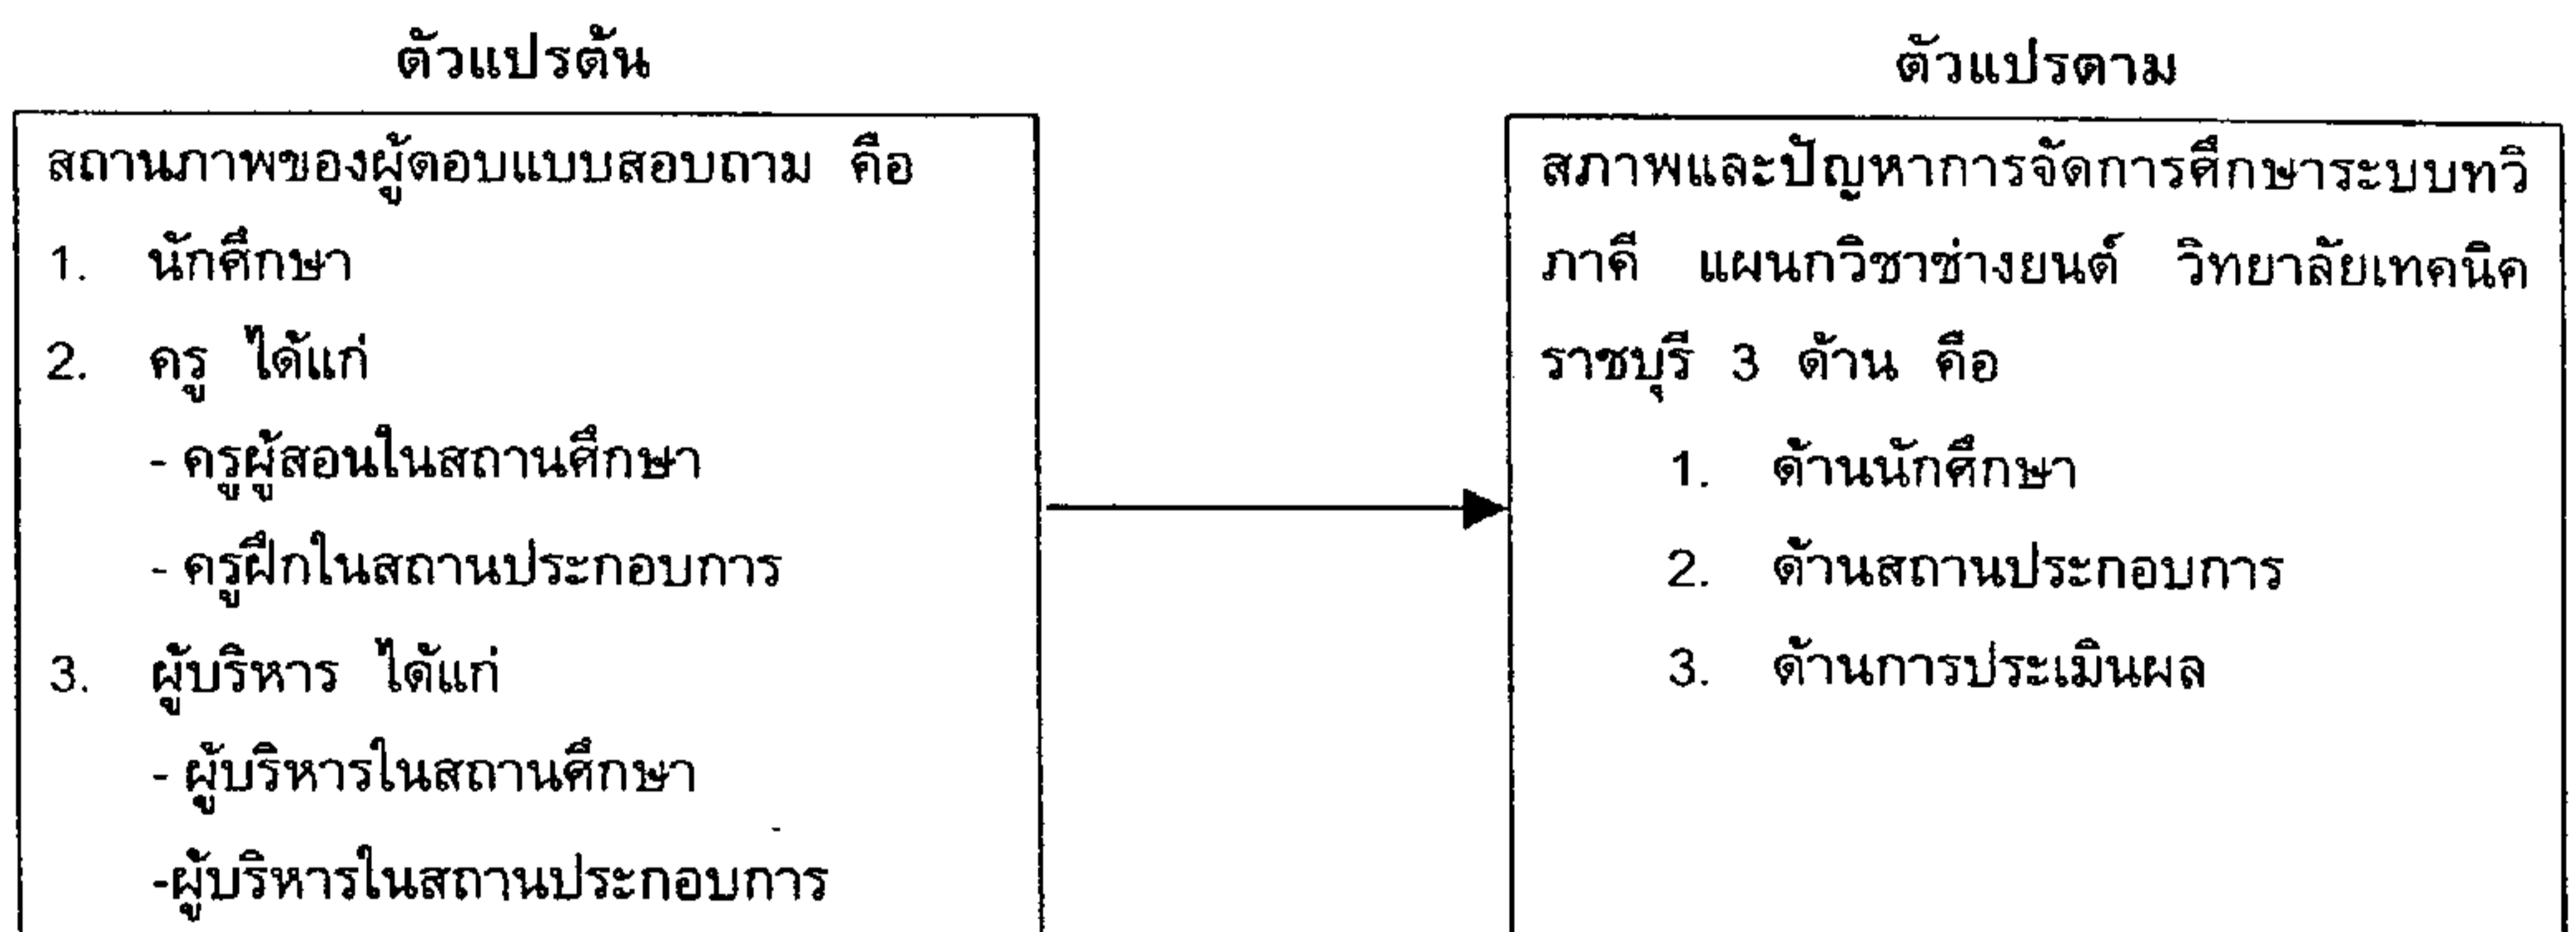 ตัวแปรต้น
สถานภาพของผู้ตอบแบบสอบถาม คือ
1. นักศึกษา
2. ครู ได้แก่
- ครูผู้สอนในสถานศึกษา
- ครูฝึกในสถานประกอบการ
3. ผู้บริหาร ได้แก่
- ผู้บริหารในสถานศึกษา
-ผู้บริหารในสถานประกอบการ
ตัวแปรตาม
สภาพและปัญหาการจัดการศึกษาระบบทวิ
ภาคี แผนกวิชาช่างยนต์ วิทยาลัยเทคนิค
ราชบุรี 3 ด้าน คือ
1. ด้านนักศึกษา
2. ด้านสถานประกอบการ
3. ด้านการประเมินผล